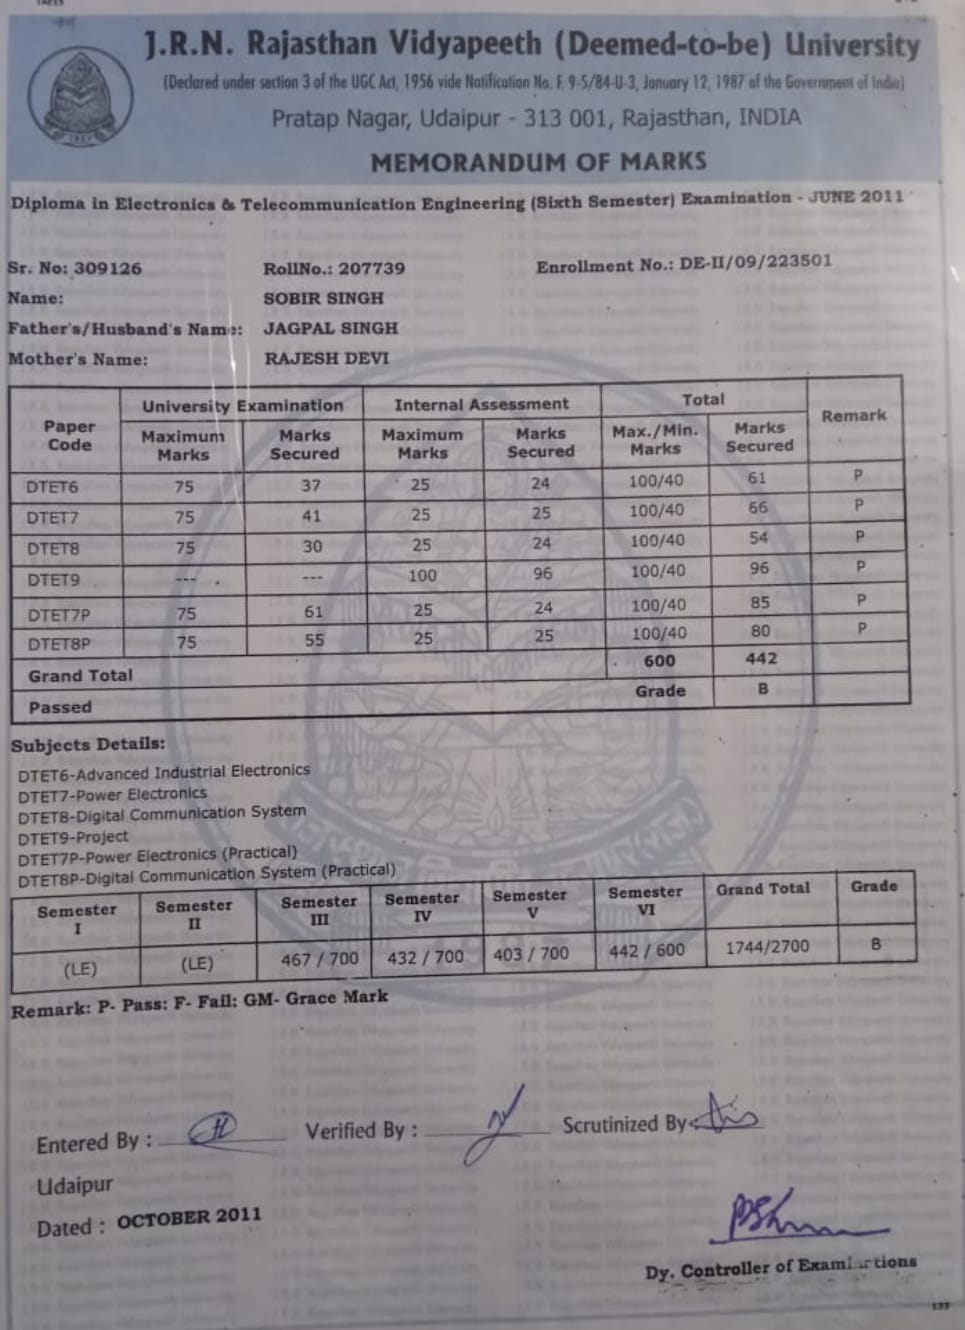 J.R.N. Rajasthan Vidyapeeth (Deemed-to-be) University
(Declared under section 3 of the UGC Act, 1956 vide Notification No. F. 9-5/84-U-3, January 12, 1987 of the Government of India)
Pratap Nagar, Udaipur - 313 001, Rajasthan, INDIA
MEMORANDUM OF MARKS
Diploma in Electronics & Telecommunication Engineering (Sixth Semester) Examination - JUNE 2011
Sr. No: 309126 RollNo.: 207739 Enrollment No.: DE-II/09/223501
Name: SOBIR SINGH
Father's/Husband's Name: JAGPAL SINGH
Mother's Name: RAJESH DEVI
Paper Code University Examination Internal Assessment Total Remark
Maximum Marks Marks Secured Maximum Marks Marks Secured Max./Min. Marks Marks Secured
DTET6 75 37 25 24 100/40 61 P
DTET7 75 41 25 25 100/40 66 P
DTET8 75 30 25 24 100/40 54 P
DTET9 --- --- 100 96 100/40 96 P
DTET7P 75 61 25 24 100/40 85 P
DTET8P 75 55 25 25 100/40 80 P
Grand Total 600 442
Passed Grade B
Subjects Details:
DTET6-Advanced Industrial Electronics
DTET7-Power Electronics
DTET8-Digital Communication System
DTET9-Project
DTET7P-Power Electronics (Practical)
DTET8P-Digital Communication System (Practical)
Semester I Semester II Semester III Semester IV Semester V Semester VI Grand Total Grade
(LE) (LE) 467 / 700 432 / 700 403 / 700 442 / 600 1744/2700 B
Remark: P- Pass: F- Fail: GM- Grace Mark
Entered By : Verified By : Scrutinized By
Udaipur
Dated : OCTOBER 2011
Dy. Controller of Examinations